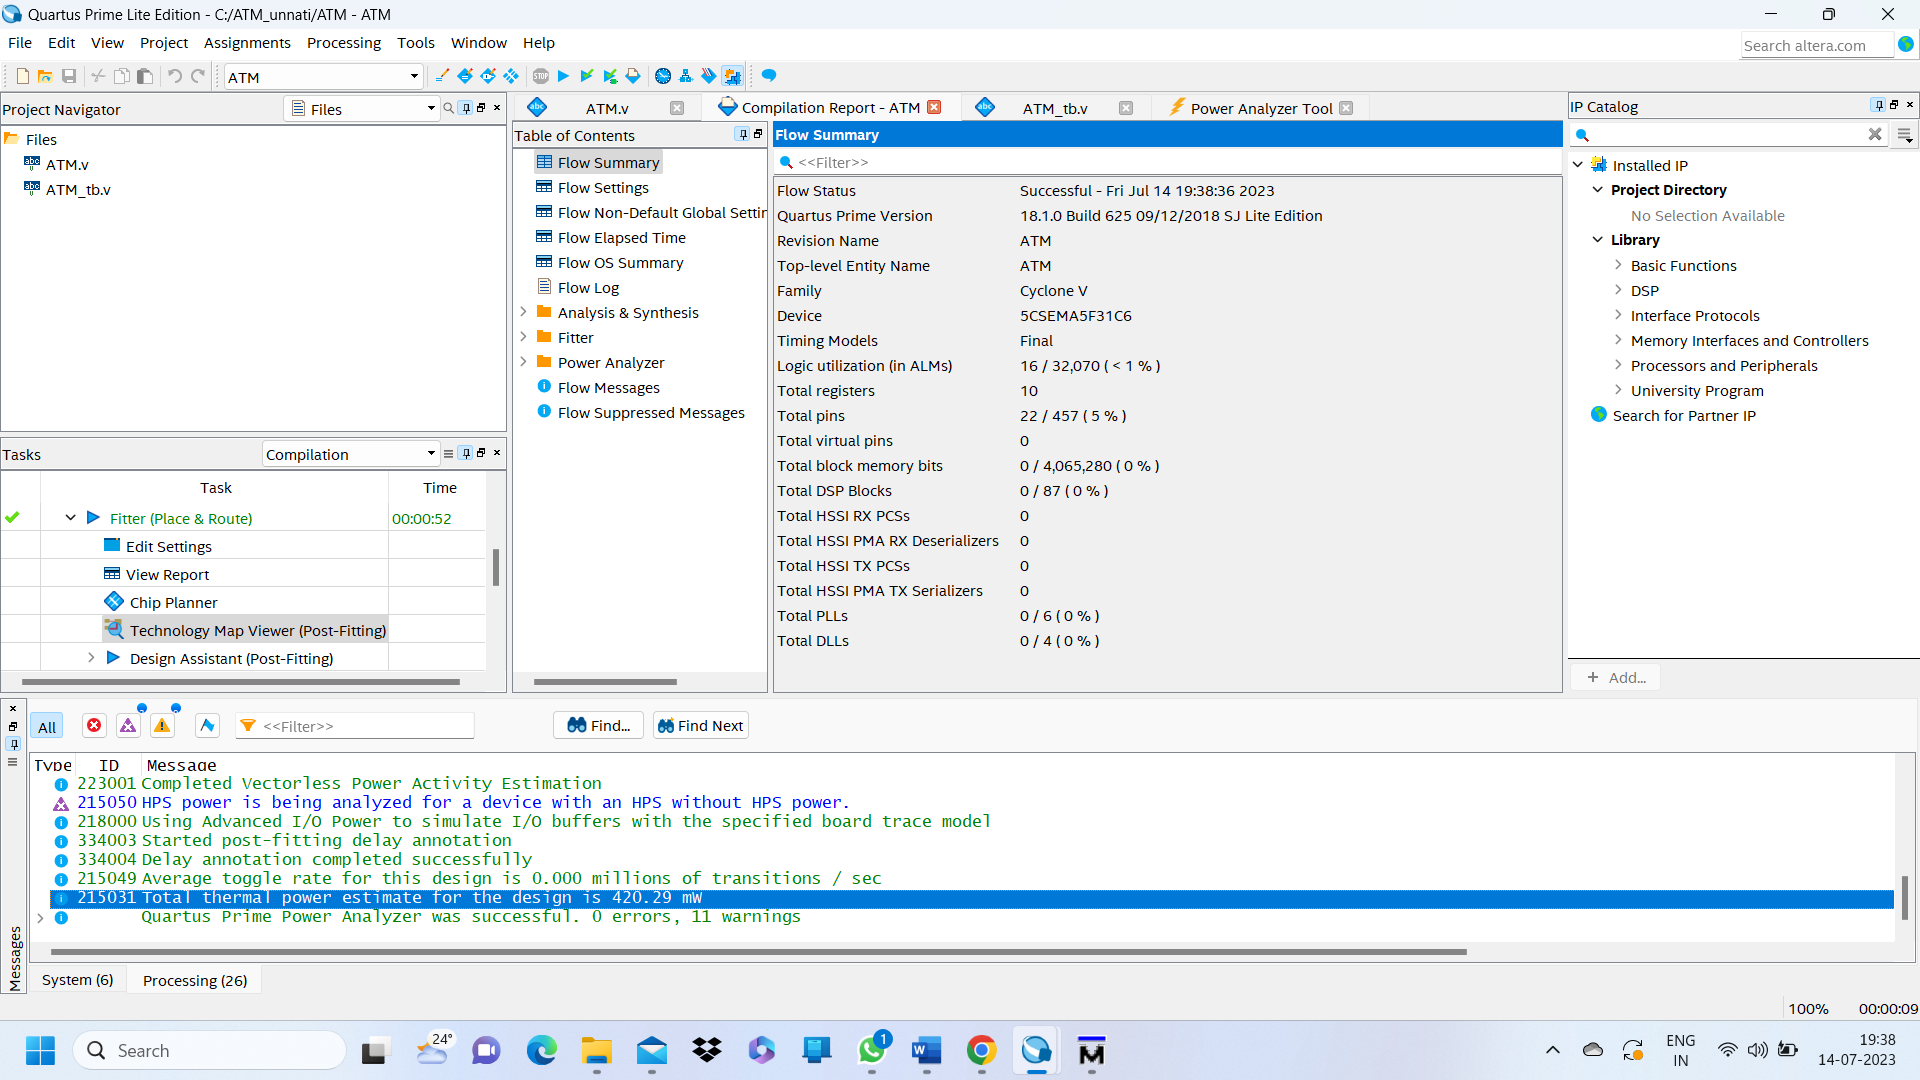 Quartus Prime Lite Edition - C:/ATM_unnati/ATM - ATM
File Edit View Project Assignments Processing Tools Window Help
Search altera.com
ATM
Project Navigator
Files
Files
ATM.v
ATM_tb.v
Tasks
Compilation
Task Time
Fitter (Place & Route) 00:00:52
Edit Settings
View Report
Chip Planner
Technology Map Viewer (Post-Fitting)
Design Assistant (Post-Fitting)
ATM.v
Compilation Report - ATM
ATM_tb.v
Power Analyzer Tool
Table of Contents
Flow Summary
Flow Settings
Flow Non-Default Global Settir
Flow Elapsed Time
Flow OS Summary
Flow Log
Analysis & Synthesis
Fitter
Power Analyzer
Flow Messages
Flow Suppressed Messages
Flow Summary
<<Filter>>
Flow Status Successful - Fri Jul 14 19:38:36 2023
Quartus Prime Version 18.1.0 Build 625 09/12/2018 SJ Lite Edition
Revision Name ATM
Top-level Entity Name ATM
Family Cyclone V
Device 5CSEMA5F31C6
Timing Models Final
Logic utilization (in ALMs) 16 / 32,070 ( < 1 % )
Total registers 10
Total pins 22 / 457 ( 5 % )
Total virtual pins 0
Total block memory bits 0 / 4,065,280 ( 0 % )
Total DSP Blocks 0 / 87 ( 0 % )
Total HSSI RX PCSs 0
Total HSSI PMA RX Deserializers 0
Total HSSI TX PCSs 0
Total HSSI PMA TX Serializers 0
Total PLLs 0 / 6 ( 0 % )
Total DLLs 0 / 4 ( 0 % )
IP Catalog
Installed IP
Project Directory
No Selection Available
Library
Basic Functions
DSP
Interface Protocols
Memory Interfaces and Controllers
Processors and Peripherals
University Program
Search for Partner IP
+ Add...
All
<<Filter>>
Find...
Find Next
Type ID Message
223001 Completed Vectorless Power Activity Estimation
215050 HPS power is being analyzed for a device with an HPS without HPS power.
218000 Using Advanced I/O Power to simulate I/O buffers with the specified board trace model
334003 Started post-fitting delay annotation
334004 Delay annotation completed successfully
215049 Average toggle rate for this design is 0.000 millions of transitions / sec
215031 Total thermal power estimate for the design is 420.29 mW
Quartus Prime Power Analyzer was successful. 0 errors, 11 warnings
Messages
System (6)
Processing (26)
100% 00:00:09
Search
24°
1
ENG
IN
19:38
14-07-2023